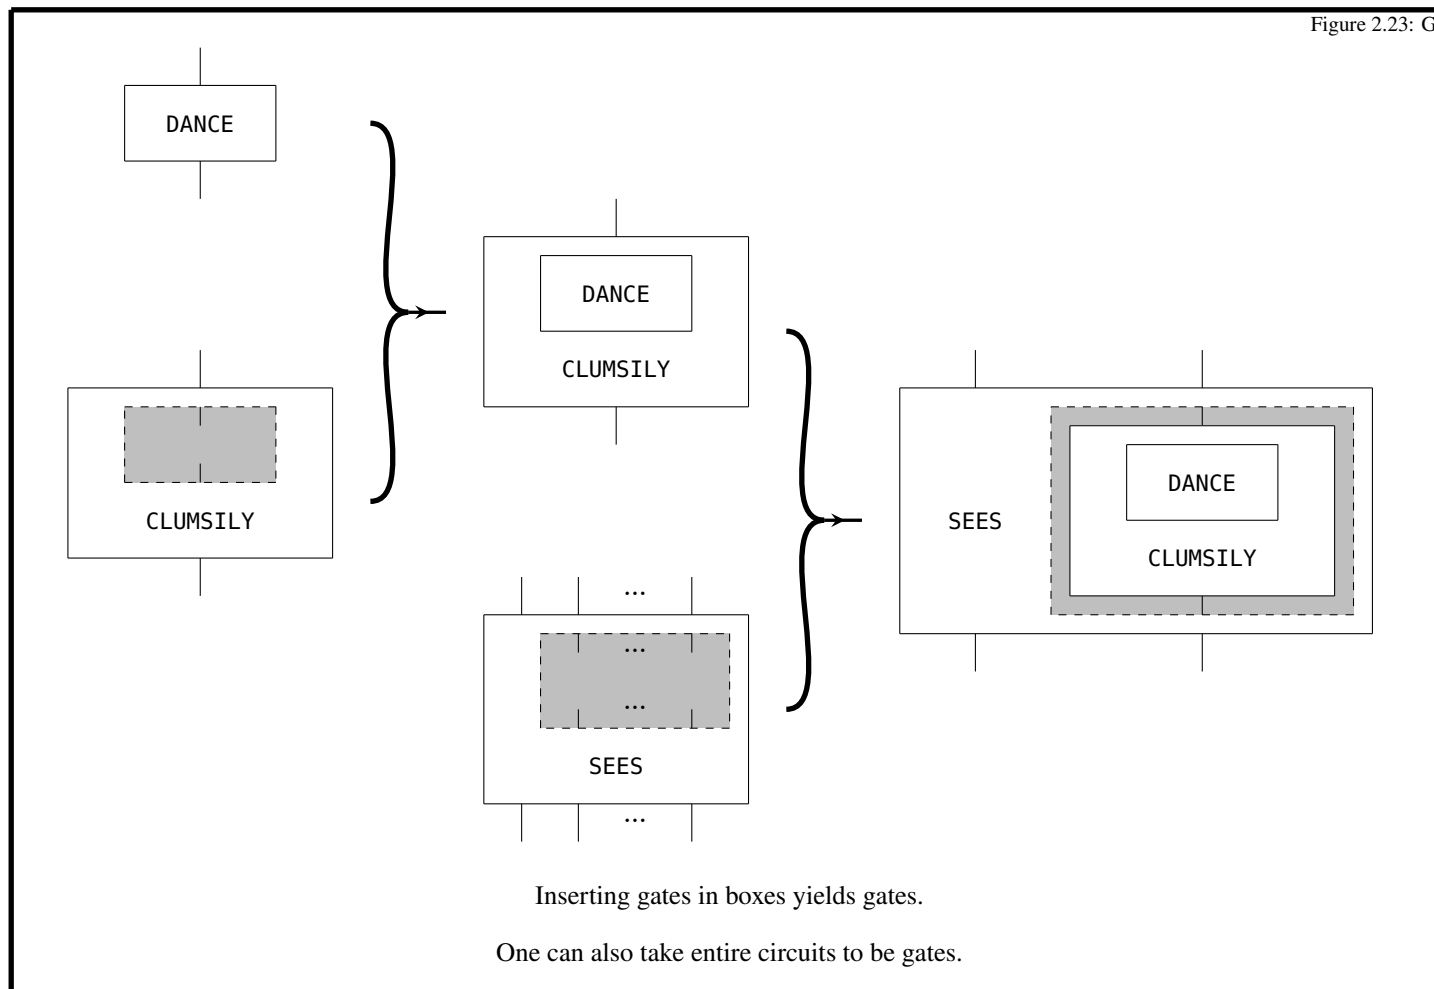 Figure 2.23: G
DANCE
DANCE
CLUMSILY
DANCE
CLUMSILY
SEES
CLUMSILY
...
...
...
SEES
...
Inserting gates in boxes yields gates.
One can also take entire circuits to be gates.